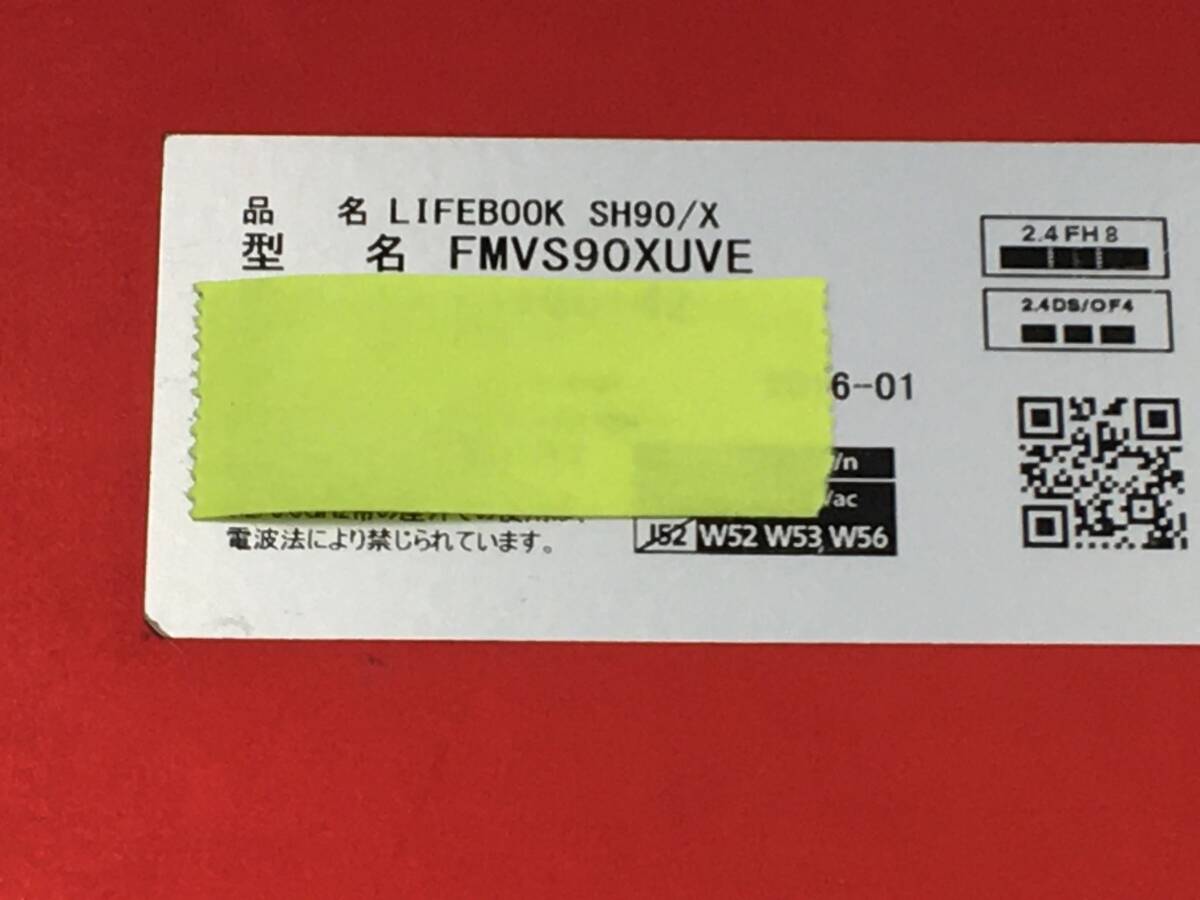 品 名 LIFEBOOK SH90/X
型 名 FMVS90XUVE
2.4 FH 8
2.4DS/OF4
6-01
/n
/ac
J52 W52 W53 W56
電波法により禁じられています。